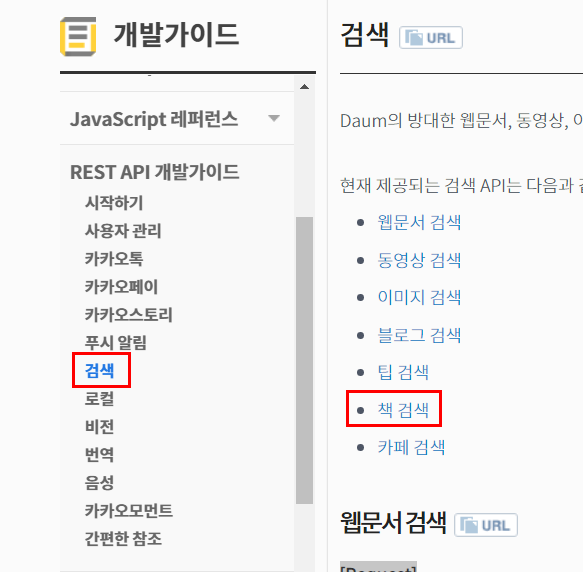 개발가이드
JavaScript 레퍼런스
REST API 개발가이드
시작하기
사용자 관리
카카오톡
카카오페이
카카오스토리
푸시 알림
검색
로컬
비전
번역
음성
카카오모먼트
간편한 참조
검색 URL
Daum의 방대한 웹문서, 동영상,
현재 제공되는 검색 API는 다음과
웹문서 검색
동영상 검색
이미지 검색
블로그 검색
팁 검색
책 검색
카페 검색
웹문서 검색 URL
[Request]